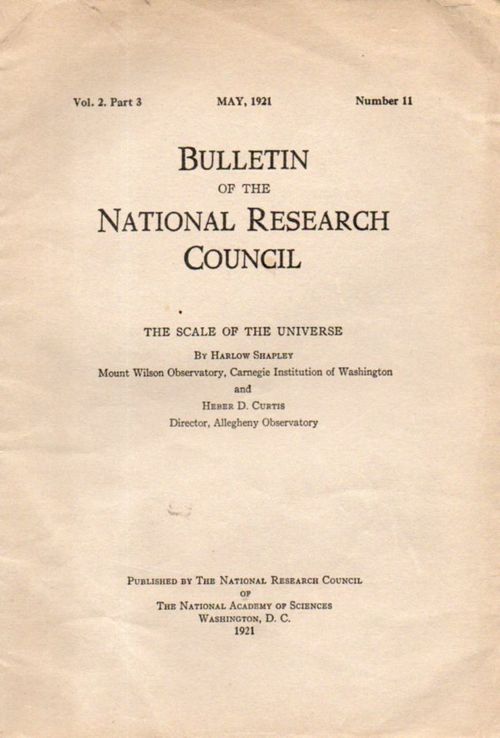 Vol. 2. Part 3 MAY, 1921 Number 11
BULLETIN
OF THE
NATIONAL RESEARCH
COUNCIL
THE SCALE OF THE UNIVERSE
BY HARLOW SHAPLEY
Mount Wilson Observatory, Carnegie Institution of Washington
and
HEBER D. CURTIS
Director, Allegheny Observatory
PUBLISHED BY THE NATIONAL RESEARCH COUNCIL
OF
THE NATIONAL ACADEMY OF SCIENCES
WASHINGTON, D. C.
1921